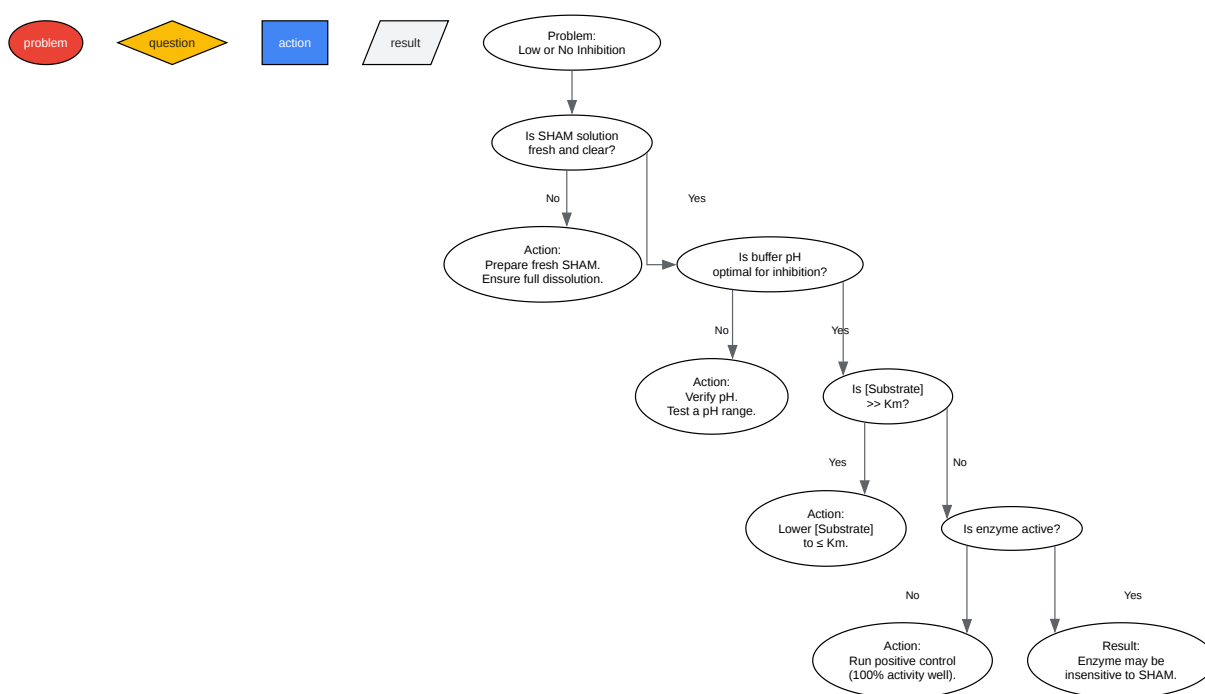 problem
question
action
result
Problem:
Low or No Inhibition
Is SHAM solution
fresh and clear?
No
Yes
Action:
Prepare fresh SHAM.
Ensure full dissolution.
Is buffer pH
optimal for inhibition?
No
Yes
Action:
Verify pH.
Test a pH range.
Is [Substrate]
>> Km?
Yes
No
Action:
Lower [Substrate]
to ≤ Km.
Is enzyme active?
No
Yes
Action:
Run positive control
(100% activity well).
Result:
Enzyme may be
insensitive to SHAM.